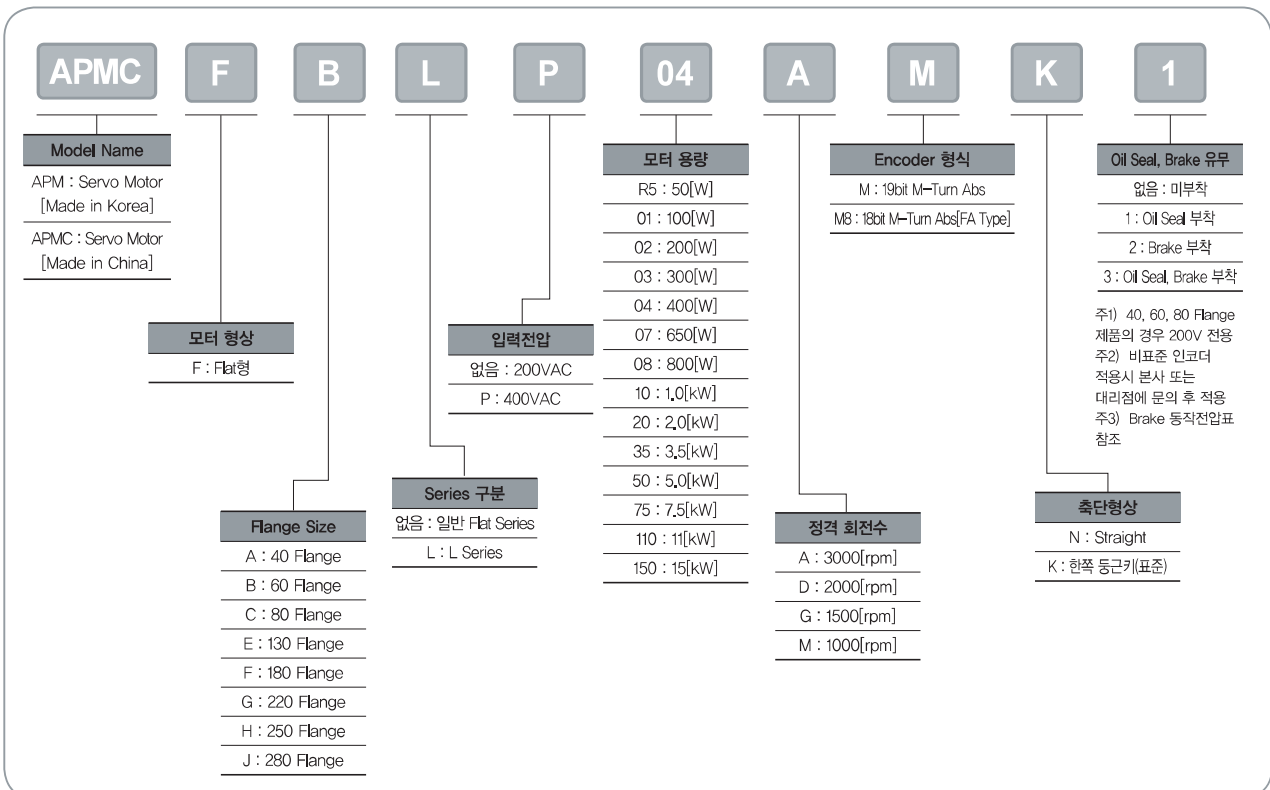 APMC F B L P 04 A M K 1
Model Name
APM : Servo Motor
[Made in Korea]
APMC : Servo Motor
[Made in China]
모터 형상
F : Flat형
Flange Size
A : 40 Flange
B : 60 Flange
C : 80 Flange
E : 130 Flange
F : 180 Flange
G : 220 Flange
H : 250 Flange
J : 280 Flange
Series 구분
없음 : 일반 Flat Series
L : L Series
입력전압
없음 : 200VAC
P : 400VAC
모터 용량
R5 : 50[W]
01 : 100[W]
02 : 200[W]
03 : 300[W]
04 : 400[W]
07 : 650[W]
08 : 800[W]
10 : 1.0[kW]
20 : 2.0[kW]
35 : 3.5[kW]
50 : 5.0[kW]
75 : 7.5[kW]
110 : 11[kW]
150 : 15[kW]
정격 회전수
A : 3000[rpm]
D : 2000[rpm]
G : 1500[rpm]
M : 1000[rpm]
Encoder 형식
M : 19bit M-Turn Abs
M8 : 18bit M-Turn Abs[FA Type]
축단형상
N : Straight
K : 한쪽 둥근키(표준)
Oil Seal, Brake 유무
없음 : 미부착
1 : Oil Seal 부착
2 : Brake 부착
3 : Oil Seal, Brake 부착
주1) 40, 60, 80 Flange
제품의 경우 200V 전용
주2) 비표준 인코더
적용시 본사 또는
대리점에 문의 후 적용
주3) Brake 동작전압표
참조